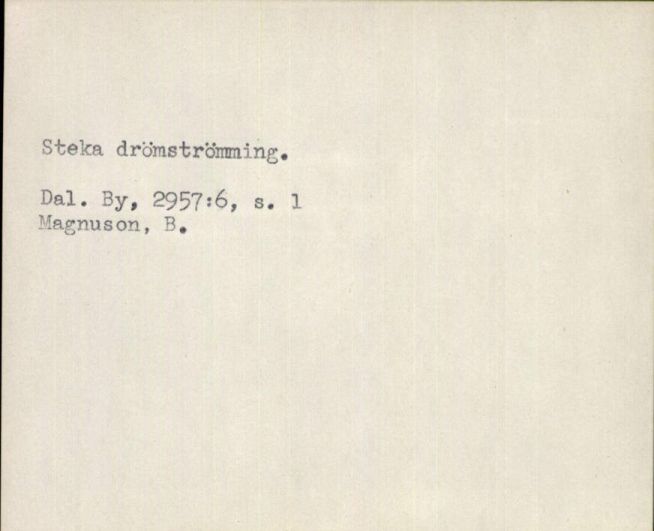 Steka drömströmming.
Dal. By, 2957:6, s. 1
Magnuson, B.